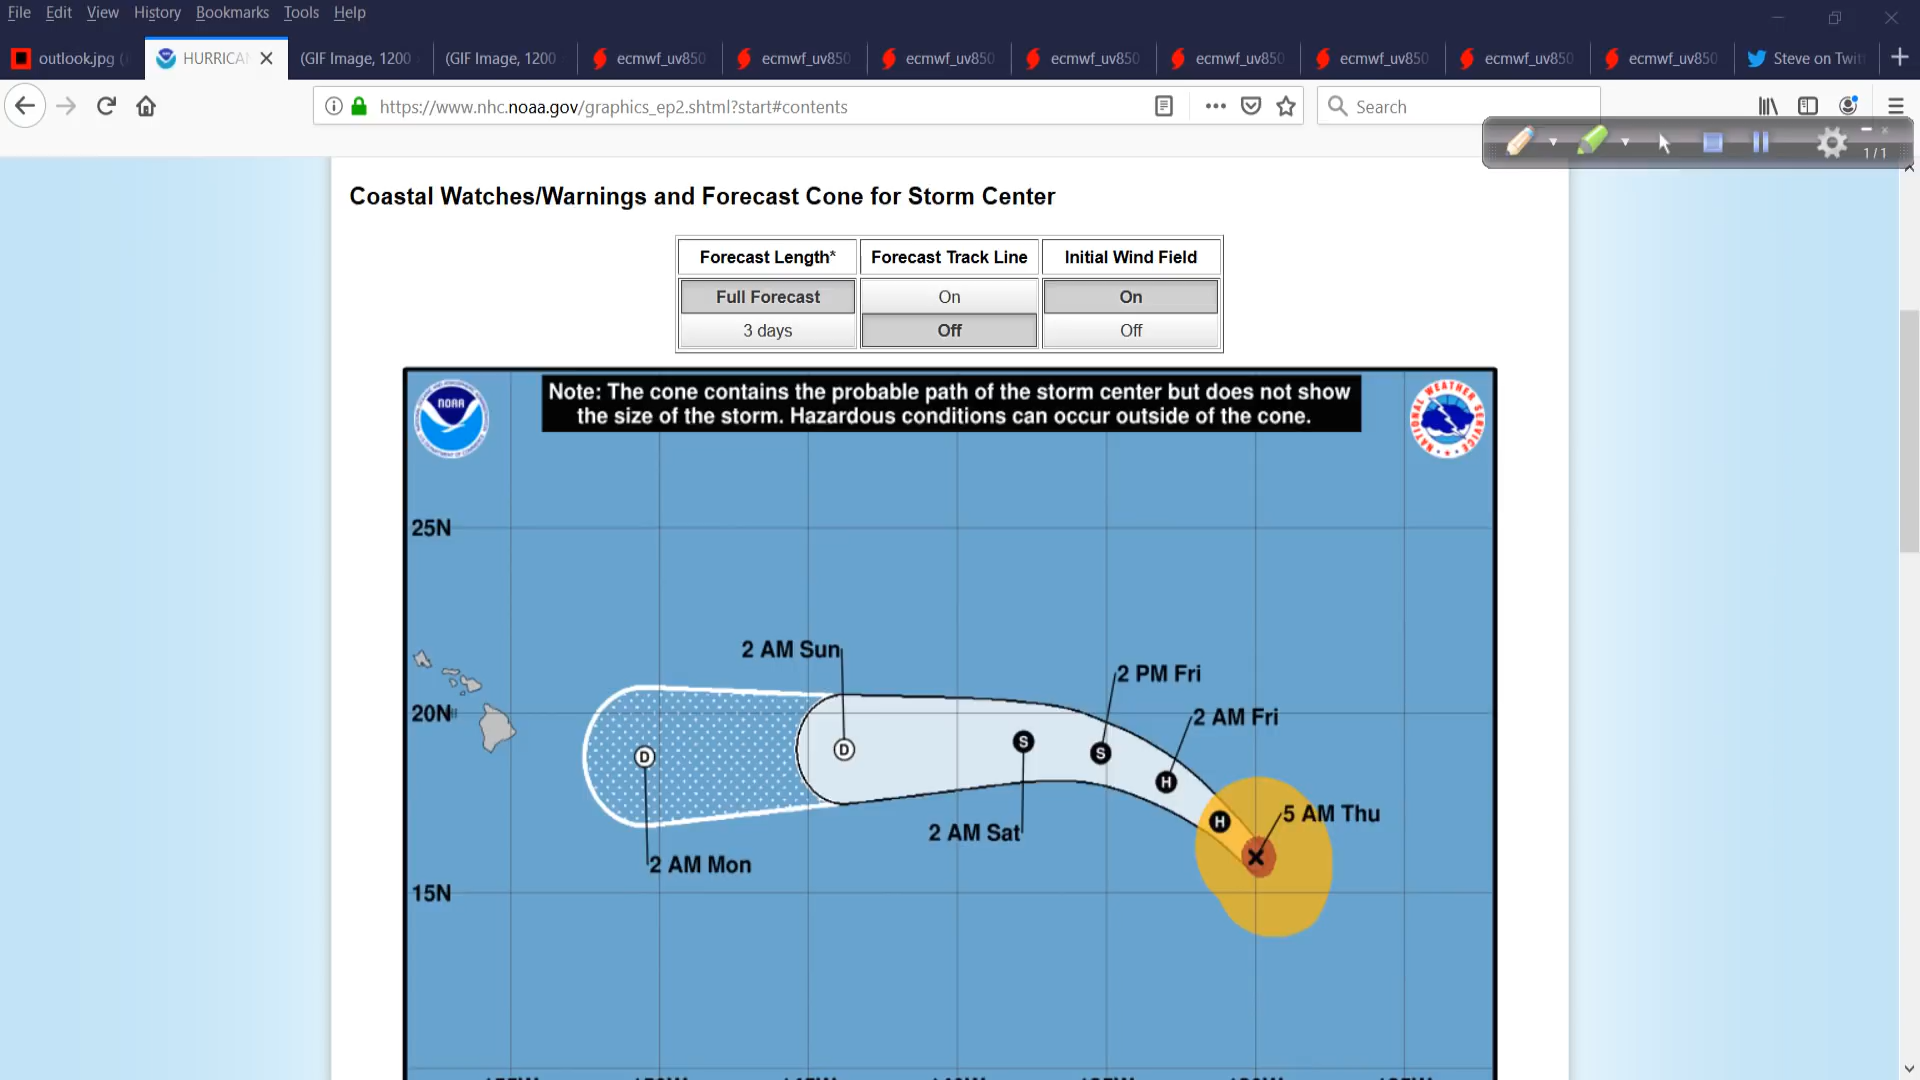 File Edit View History Bookmarks Tools Help
outlook.jpg (
HURRICA
(GIF Image, 1200
(GIF Image, 1200
ecmwf_uv850
ecmwf_uv850
ecmwf_uv850
ecmwf_uv850
ecmwf_uv850
ecmwf_uv850
ecmwf_uv850
ecmwf_uv850
Steve on Twit
https://www.nhc.noaa.gov/graphics_ep2.shtml?start#contents
Search
1/1
Coastal Watches/Warnings and Forecast Cone for Storm Center
Forecast Length* Forecast Track Line Initial Wind Field
Full Forecast On On
3 days Off Off
Note: The cone contains the probable path of the storm center but does not show
the size of the storm. Hazardous conditions can occur outside of the cone.
NOAA
NATIONAL WEATHER SERVICE
25N
2 AM Sun
2 PM Fri
20N
2 AM Fri
S
D
S
D
H
5 AM Thu
H
2 AM Sat
2 AM Mon
15N